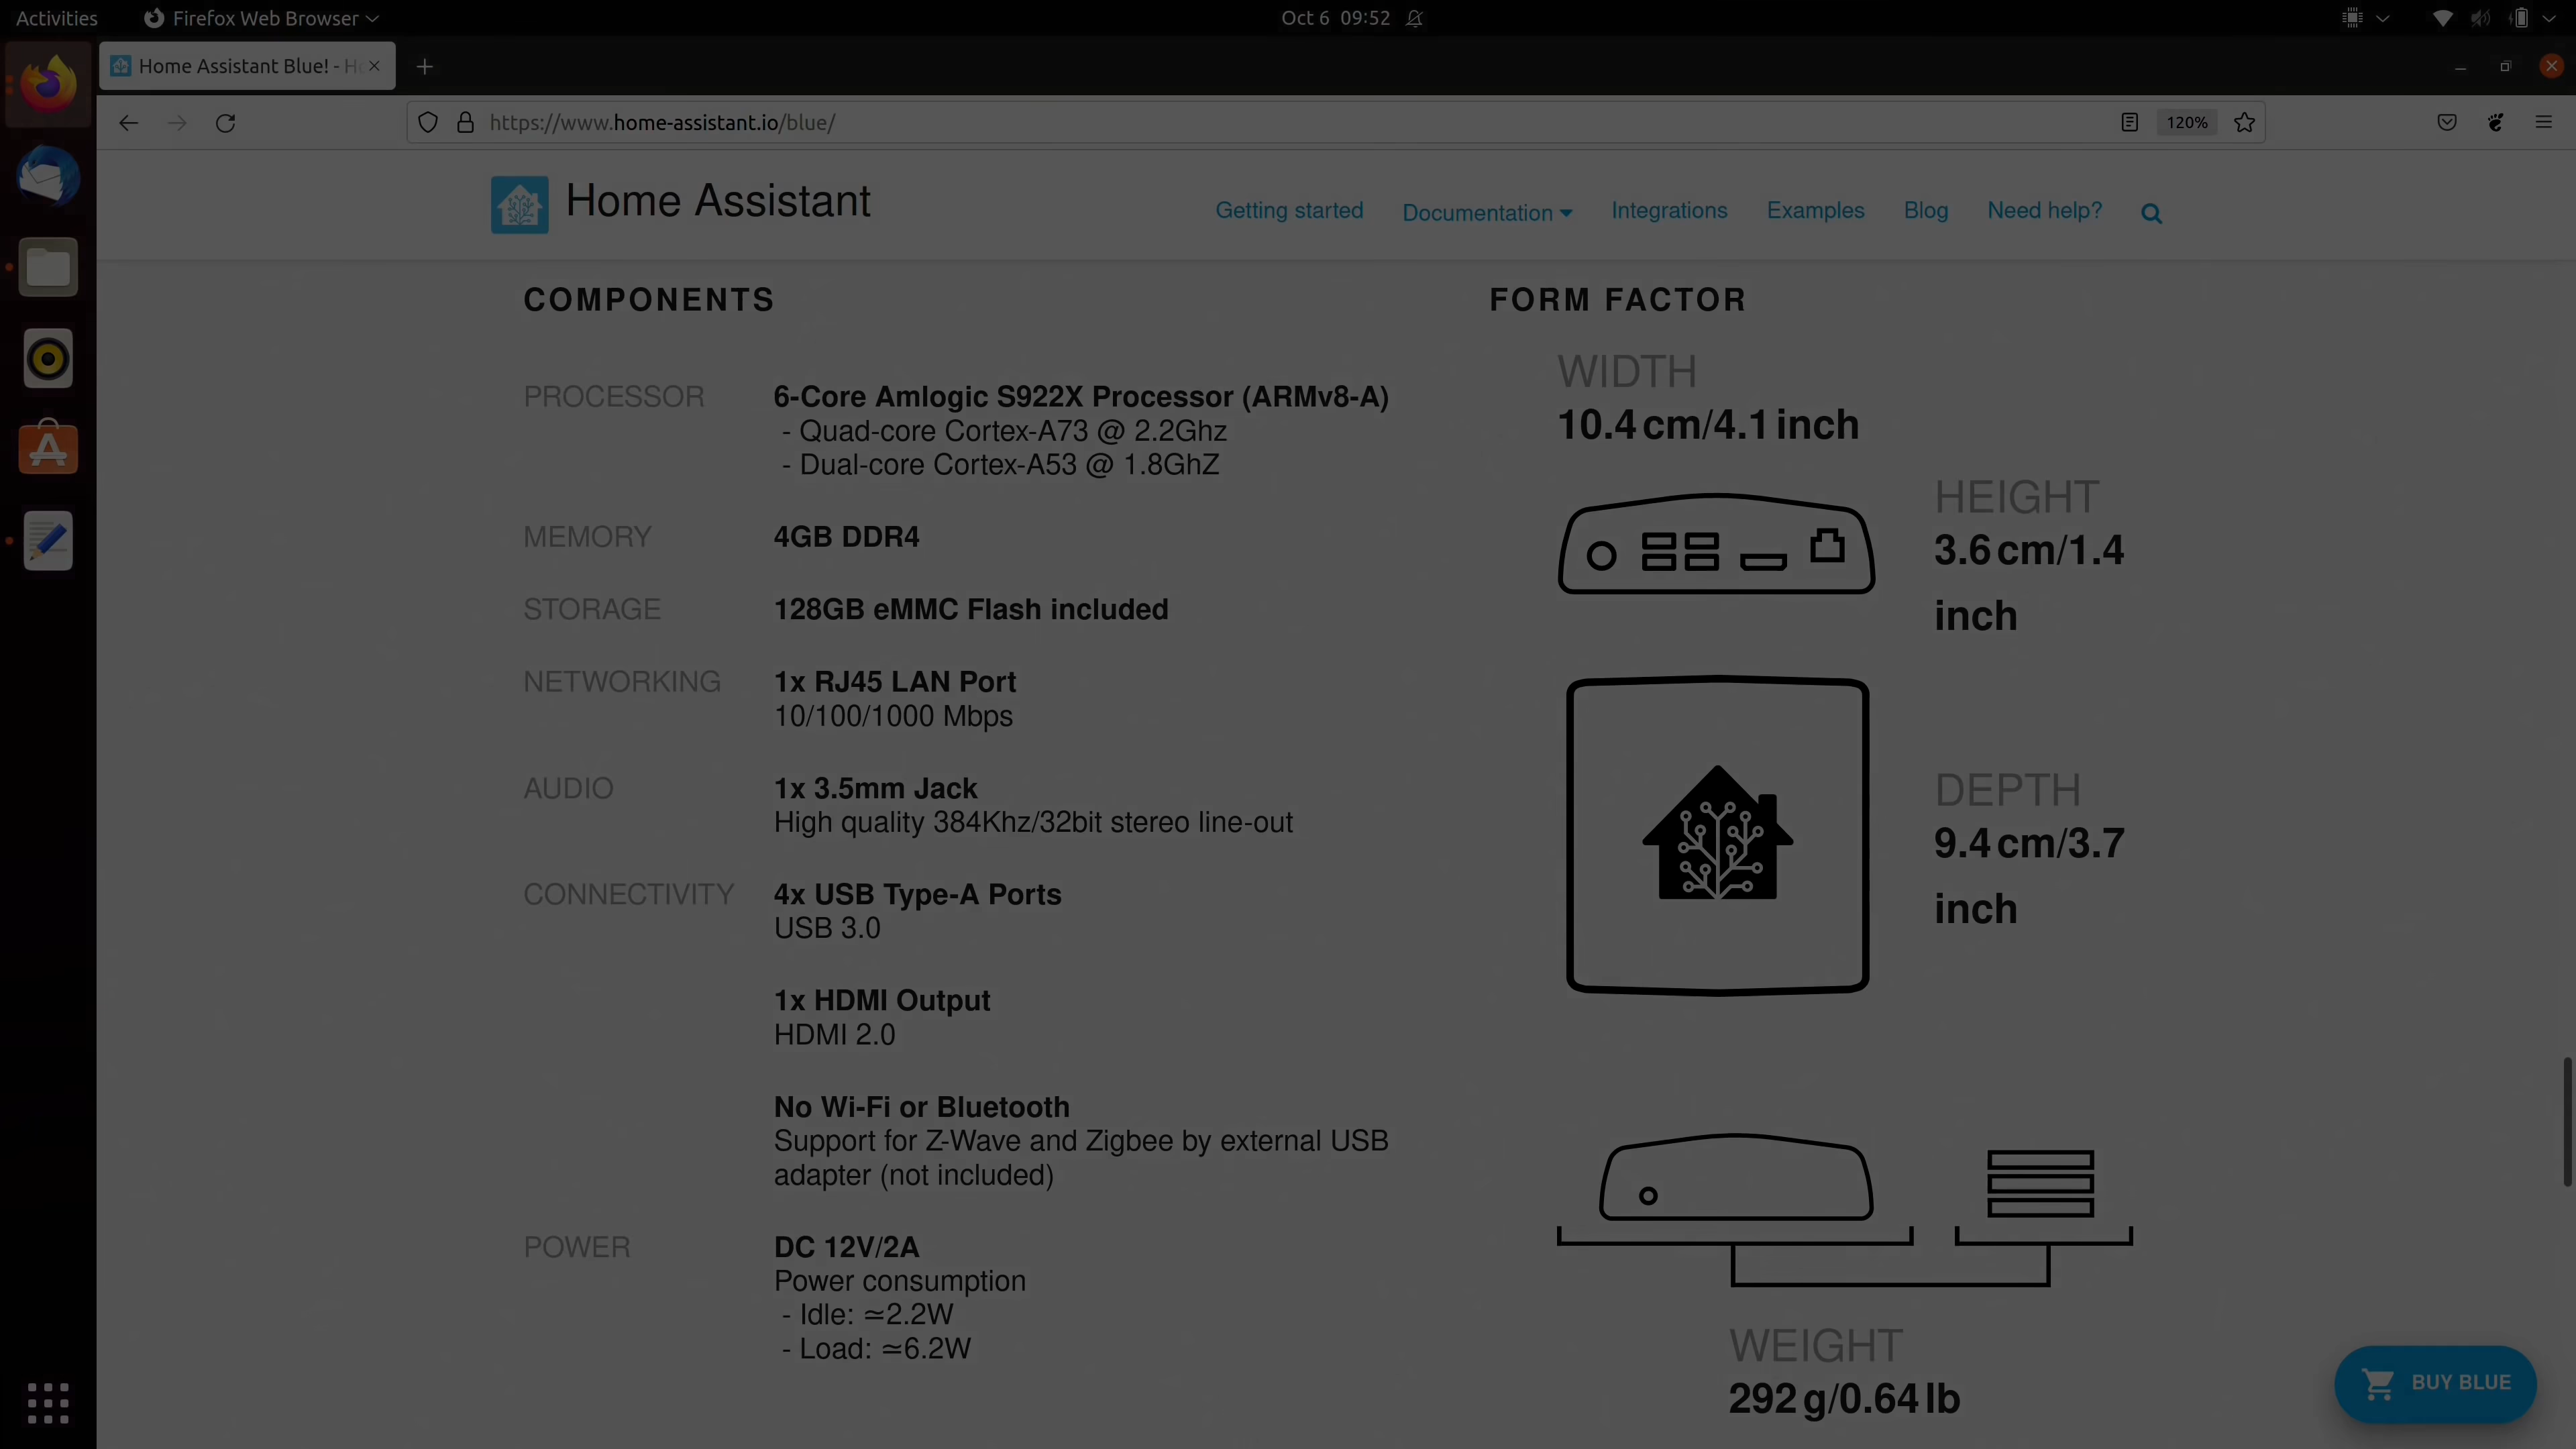 Activities
Firefox Web Browser
Oct 6 09:52
Home Assistant Blue! - H
https://www.home-assistant.io/blue/
120%
Home Assistant
Getting started
Documentation
Integrations
Examples
Blog
Need help?
COMPONENTS
PROCESSOR
6-Core Amlogic S922X Processor (ARMv8-A)
- Quad-core Cortex-A73 @ 2.2Ghz
- Dual-core Cortex-A53 @ 1.8GhZ
MEMORY
4GB DDR4
STORAGE
128GB eMMC Flash included
NETWORKING
1x RJ45 LAN Port
10/100/1000 Mbps
AUDIO
1x 3.5mm Jack
High quality 384Khz/32bit stereo line-out
CONNECTIVITY
4x USB Type-A Ports
USB 3.0
1x HDMI Output
HDMI 2.0
No Wi-Fi or Bluetooth
Support for Z-Wave and Zigbee by external USB
adapter (not included)
POWER
DC 12V/2A
Power consumption
- Idle: ≃2.2W
- Load: ≃6.2W
FORM FACTOR
WIDTH
10.4 cm/4.1 inch
HEIGHT
3.6 cm/1.4
inch
DEPTH
9.4 cm/3.7
inch
WEIGHT
292 g/0.64 lb
BUY BLUE